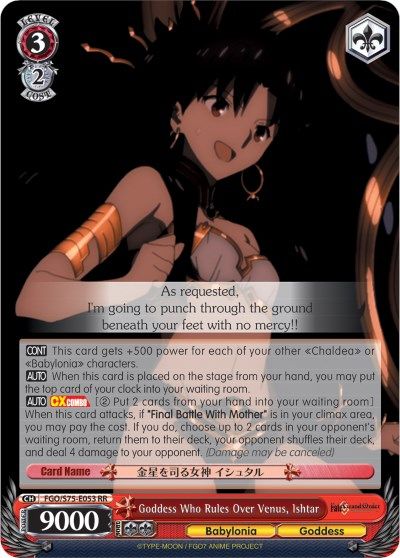 LEVEL
3
2
COST
As requested,
I'm going to punch through the ground
beneath your feet with no mercy!!
CONT This card gets +500 power for each of your other «Chaldea» or
«Babylonia» characters.
AUTO When this card is placed on the stage from your hand, you may put
the top card of your clock into your waiting room.
AUTO CX COMBO [② Put 2 cards from your hand into your waiting room]
When this card attacks, if "Final Battle With Mother" is in your climax area,
you may pay the cost. If you do, choose up to 2 cards in your opponent's
waiting room, return them to their deck, your opponent shuffles their deck,
and deal 4 damage to your opponent. (Damage may be canceled)
Card Name 金星を司る女神 イシュタル
CH FGO/S75-E053 RR
Goddess Who Rules Over Venus, Ishtar
Fate/Grand Order
POWER 9000
Babylonia Goddess
©TYPE-MOON / FGO7 ANIME PROJECT